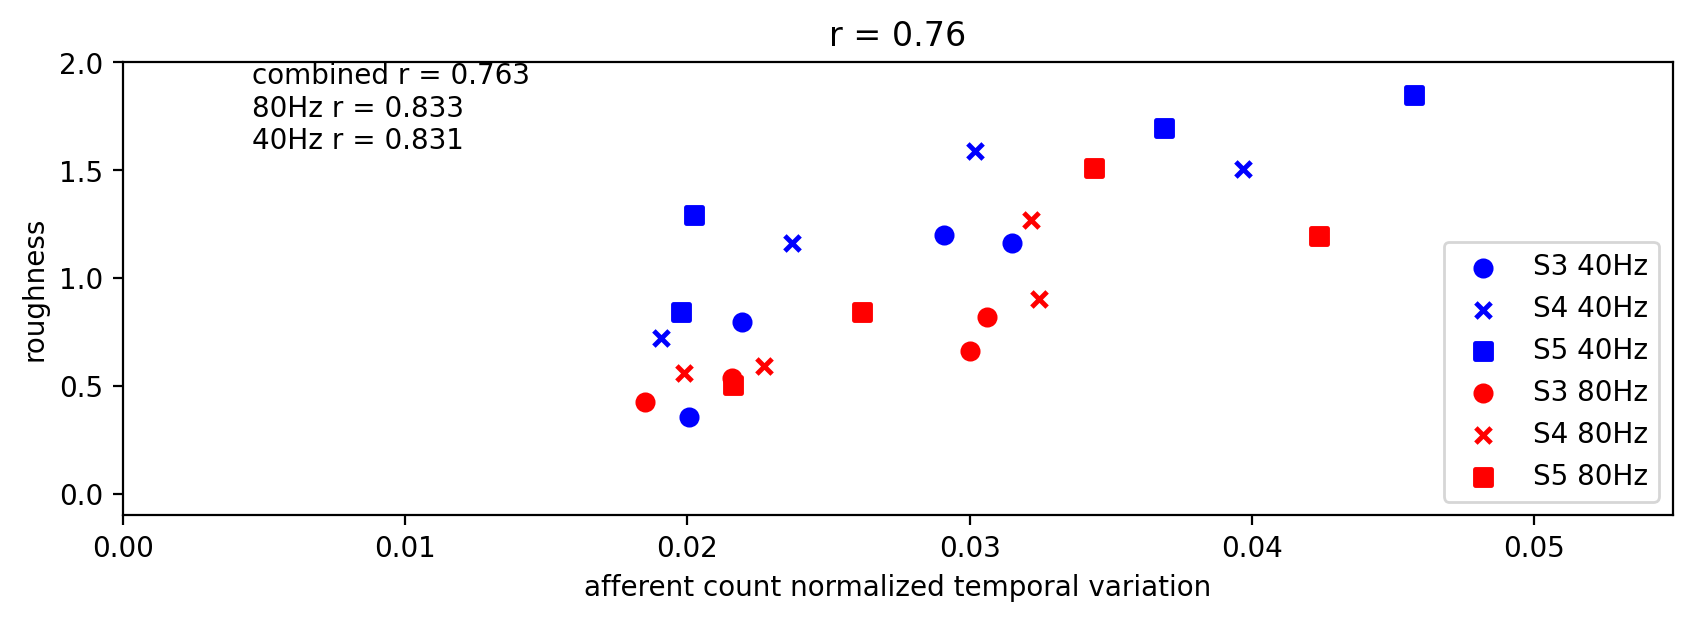 r = 0.76
combined r = 0.763
80Hz r = 0.833
40Hz r = 0.831
2.0
1.5
1.0
0.5
0.0
roughness
S3 40Hz
S4 40Hz
S5 40Hz
S3 80Hz
S4 80Hz
S5 80Hz
0.00 0.01 0.02 0.03 0.04 0.05
afferent count normalized temporal variation